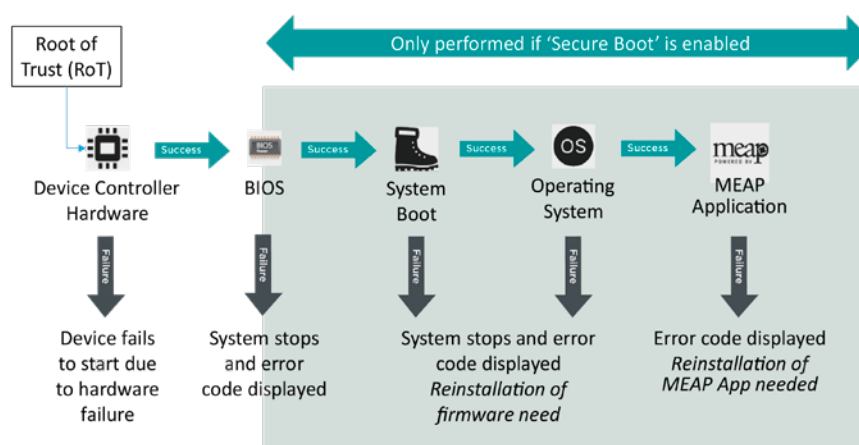 Only performed if ‘Secure Boot’ is enabled
Root of
Trust (RoT)
Success
Success
Success
Success
BIOS
OS
meap
POWERED BY
Device Controller
Hardware
BIOS
System
Boot
Operating
System
MEAP
Application
Failure
Failure
Failure
Failure
Failure
Device fails
to start due
to hardware
failure
System stops
and error
code displayed
System stops and error
code displayed
Reinstallation of
firmware need
Error code displayed
Reinstallation of
MEAP App needed